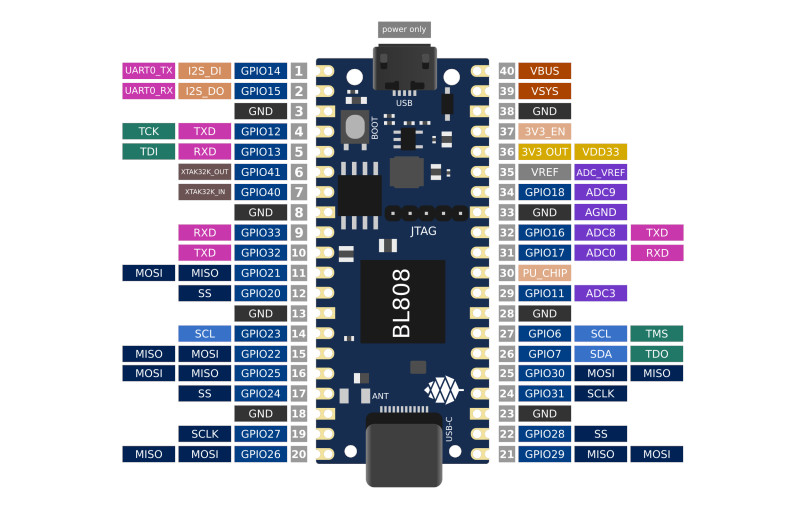 power only
UART0_TX I2S_DI GPIO14 1 40 VBUS
UART0_RX I2S_DO GPIO15 2 USB 39 VSYS
GND 3 38 GND
TCK TXD GPIO12 4 BOOT 37 3V3_EN
TDI RXD GPIO13 5 36 3V3 OUT VDD33
XTAK32K_OUT GPIO41 6 35 VREF ADC_VREF
XTAK32K_IN GPIO40 7 34 GPIO18 ADC9
GND 8 33 GND AGND
RXD GPIO33 9 JTAG 32 GPIO16 ADC8 TXD
TXD GPIO32 10 31 GPIO17 ADC0 RXD
MOSI MISO GPIO21 11 30 PU_CHIP
SS GPIO20 12 BL808 29 GPIO11 ADC3
GND 13 28 GND
SCL GPIO23 14 27 GPIO6 SCL TMS
MISO MOSI GPIO22 15 26 GPIO7 SDA TDO
MOSI MISO GPIO25 16 25 GPIO30 MOSI MISO
SS GPIO24 17 ANT 24 GPIO31 SCLK
GND 18 23 GND
SCLK GPIO27 19 USB-C 22 GPIO28 SS
MISO MOSI GPIO26 20 21 GPIO29 MISO MOSI